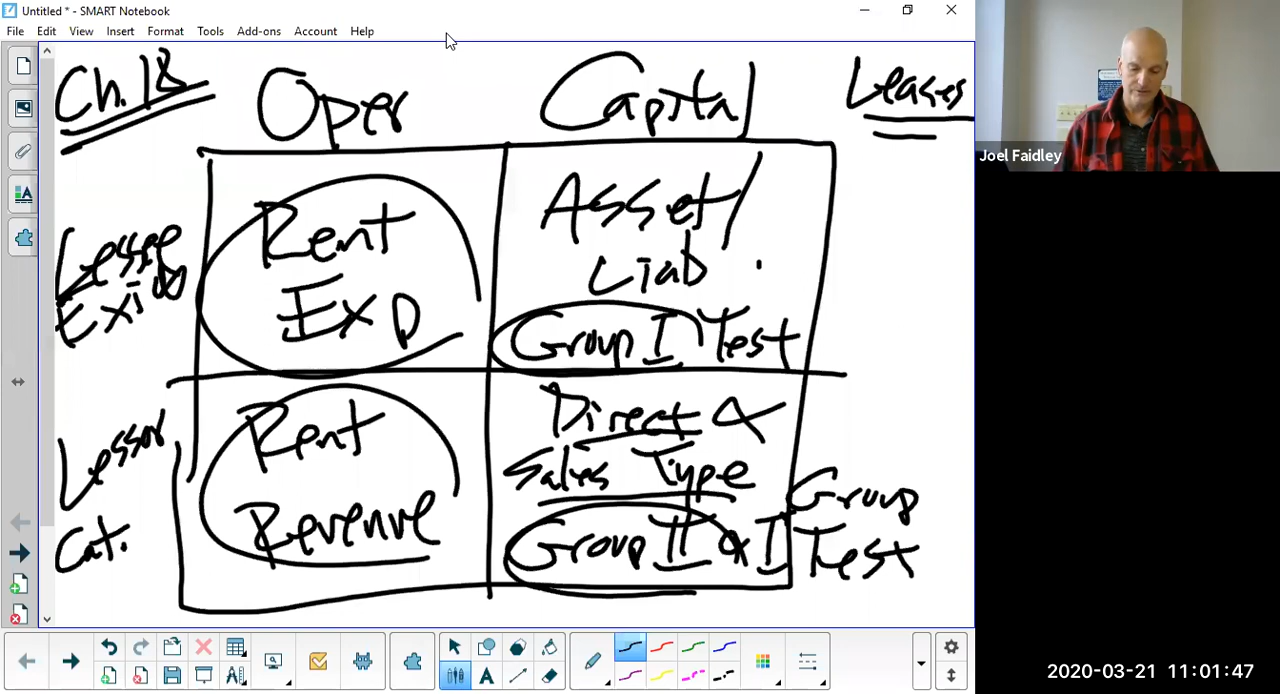 Untitled * - SMART Notebook
File Edit View Insert Format Tools Add-ons Account Help
Ch. 18
Oper
Capital
Leases
Joel Faidley
Lessee
Rent
Exp
Asset/
Liab.
Group I Test
Lessor
Cat.
Rent
Revenue
Direct &
Sales Type
Group II & I
Group
Test
2020-03-21 11:01:47